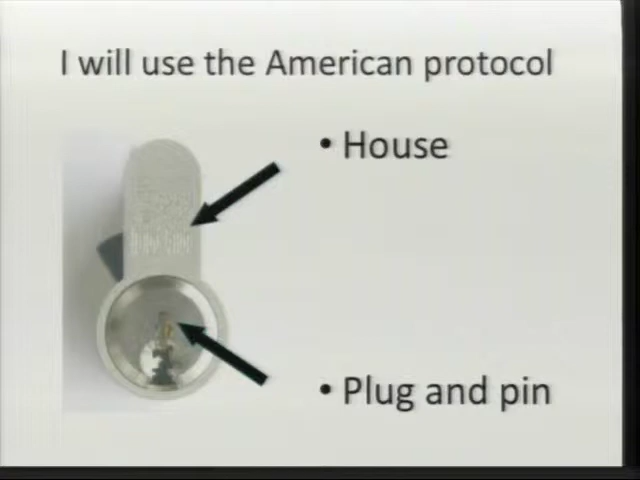 I will use the American protocol
• House
• Plug and pin